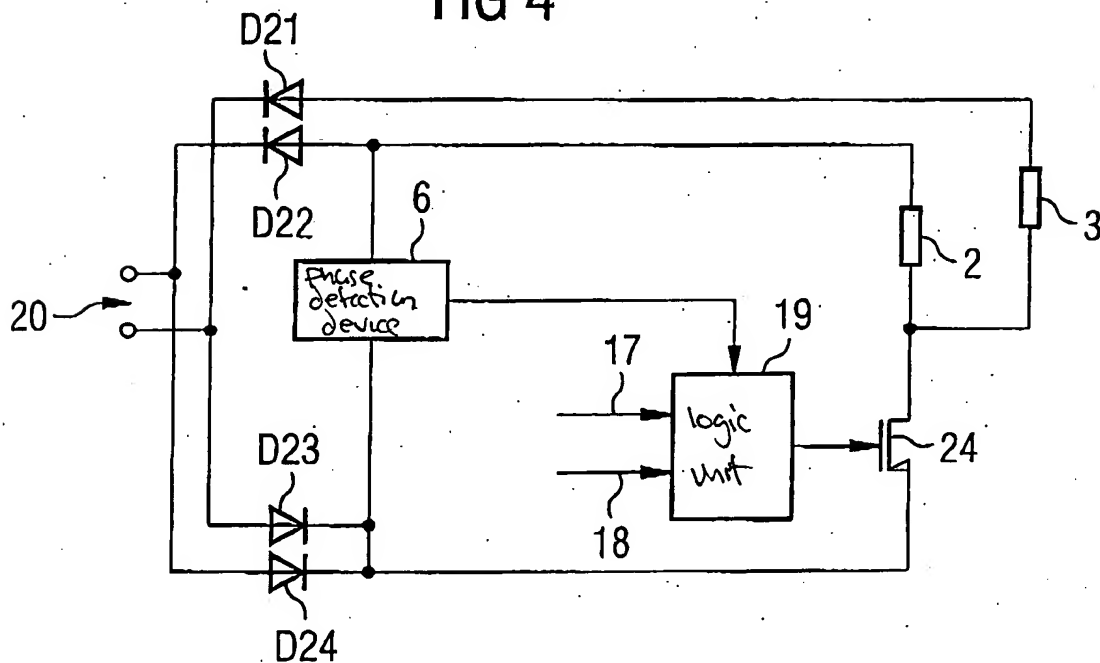 FIG 4
D21
D22
6
phase
detection
device
20
2
3
19
17
logic
unit
24
18
D23
D24